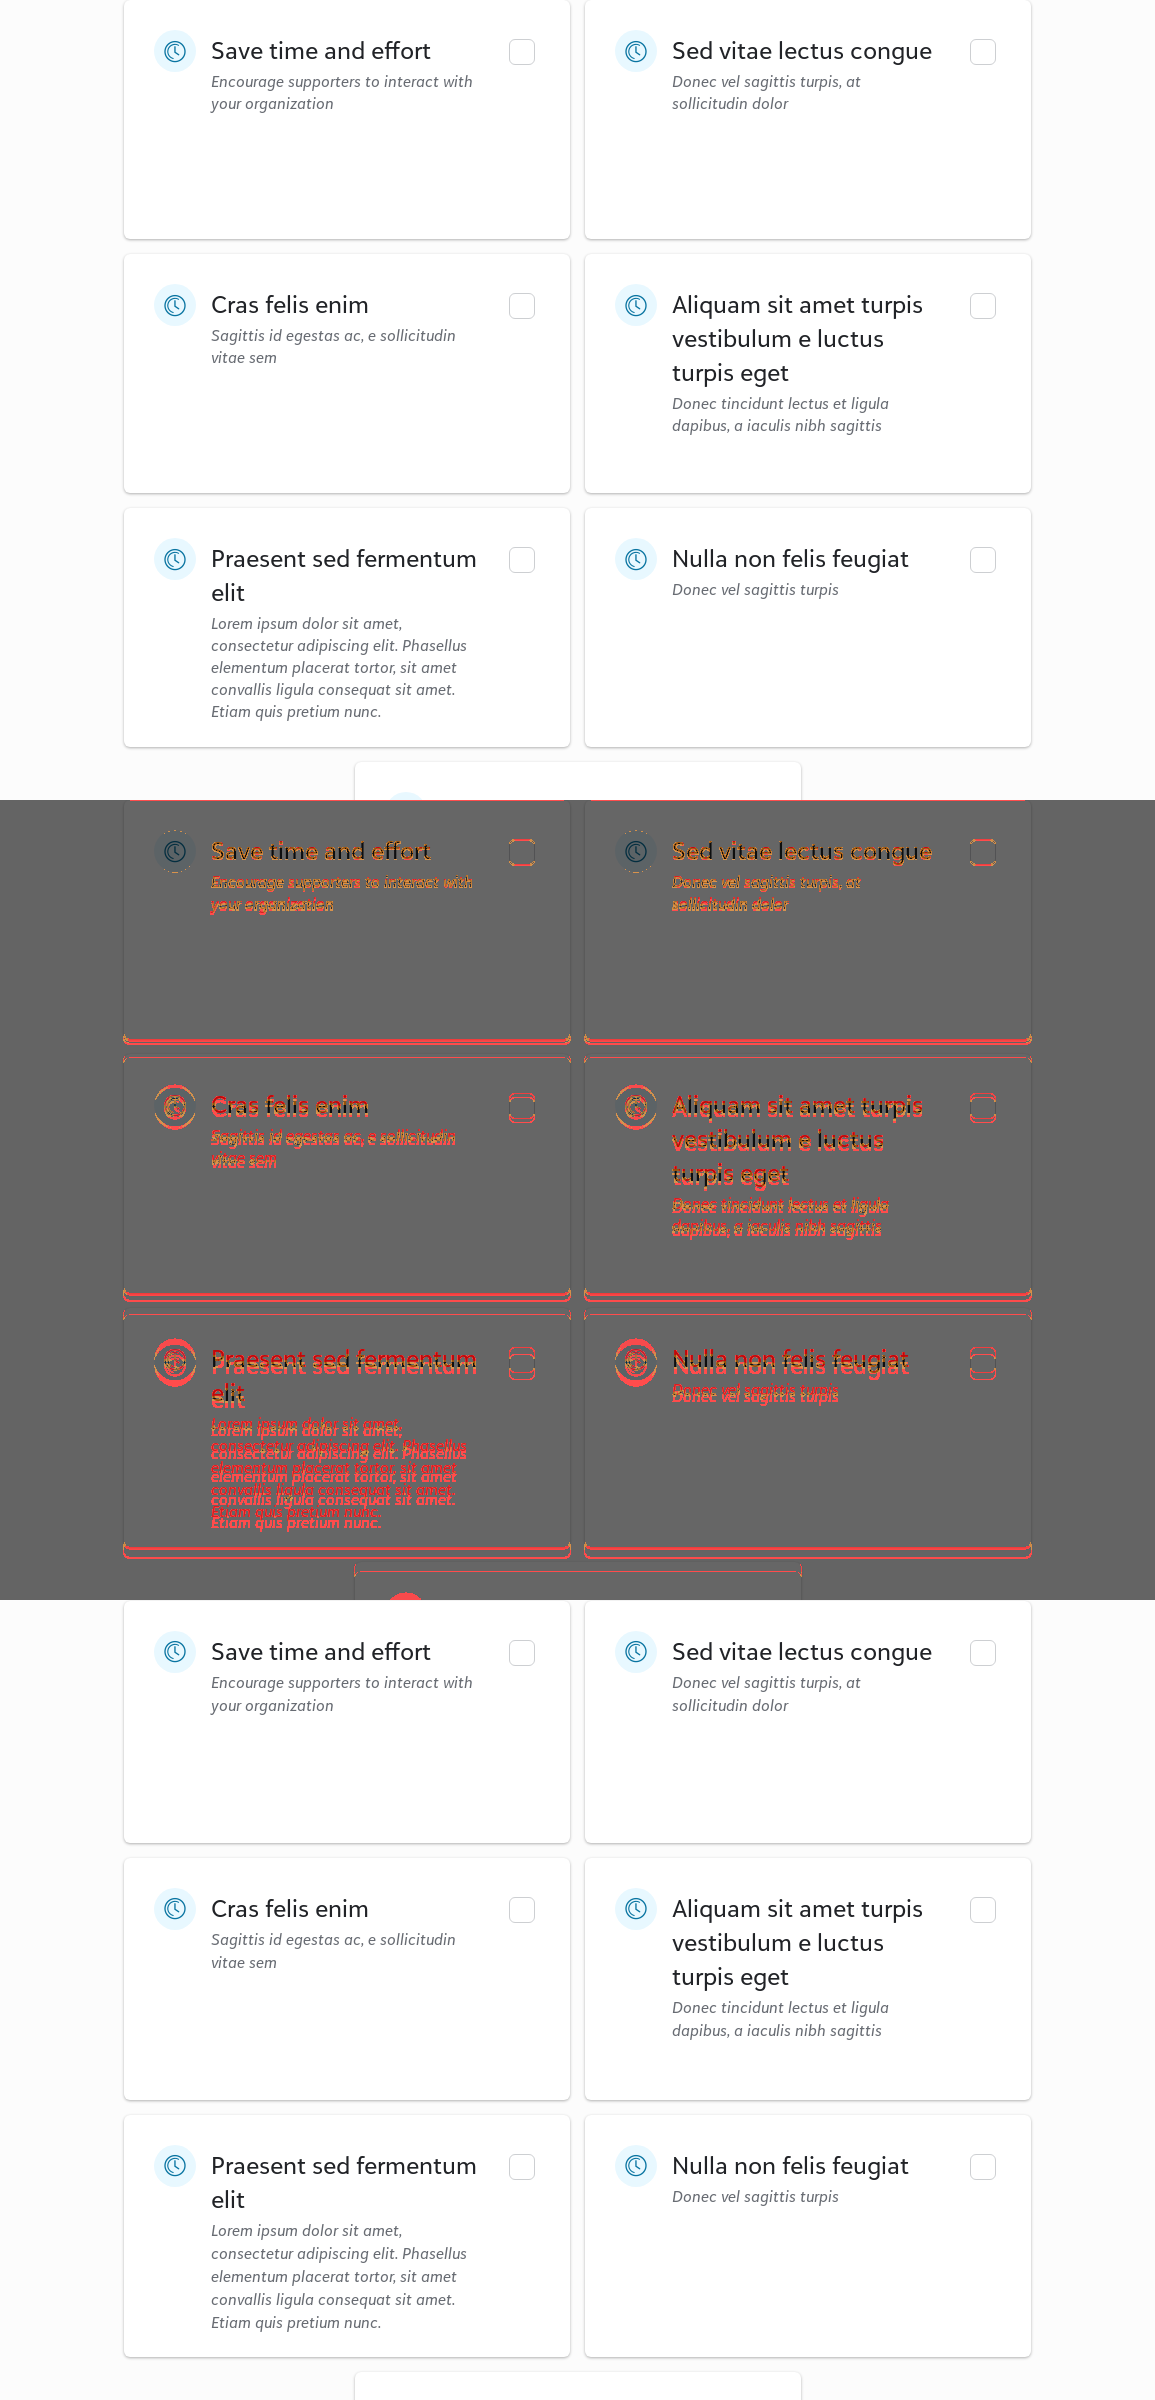 Save time and effort
Encourage supporters to interact with
your organization
Sed vitae lectus congue
Donec vel sagittis turpis, at
sollicitudin dolor
Cras felis enim
Sagittis id egestas ac, e sollicitudin
vitae sem
Aliquam sit amet turpis
vestibulum e luctus
turpis eget
Donec tincidunt lectus et ligula
dapibus, a iaculis nibh sagittis
Praesent sed fermentum
elit
Lorem ipsum dolor sit amet,
consectetur adipiscing elit. Phasellus
elementum placerat tortor, sit amet
convallis ligula consequat sit amet.
Etiam quis pretium nunc.
Nulla non felis feugiat
Donec vel sagittis turpis
Save time and effort
Encourage supporters to interact with
your organization
Sed vitae lectus congue
Donec vel sagittis turpis, at
sollicitudin dolor
Cras felis enim
Sagittis id egestas ac, e sollicitudin
vitae sem
Aliquam sit amet turpis
vestibulum e luctus
turpis eget
Donec tincidunt lectus et ligula
dapibus, a iaculis nibh sagittis
Praesent sed fermentum
elit
Lorem ipsum dolor sit amet,
consectetur adipiscing elit. Phasellus
elementum placerat tortor, sit amet
convallis ligula consequat sit amet.
Etiam quis pretium nunc.
Nulla non felis feugiat
Donec vel sagittis turpis
Save time and effort
Encourage supporters to interact with
your organization
Sed vitae lectus congue
Donec vel sagittis turpis, at
sollicitudin dolor
Cras felis enim
Sagittis id egestas ac, e sollicitudin
vitae sem
Aliquam sit amet turpis
vestibulum e luctus
turpis eget
Donec tincidunt lectus et ligula
dapibus, a iaculis nibh sagittis
Praesent sed fermentum
elit
Lorem ipsum dolor sit amet,
consectetur adipiscing elit. Phasellus
elementum placerat tortor, sit amet
convallis ligula consequat sit amet.
Etiam quis pretium nunc.
Nulla non felis feugiat
Donec vel sagittis turpis